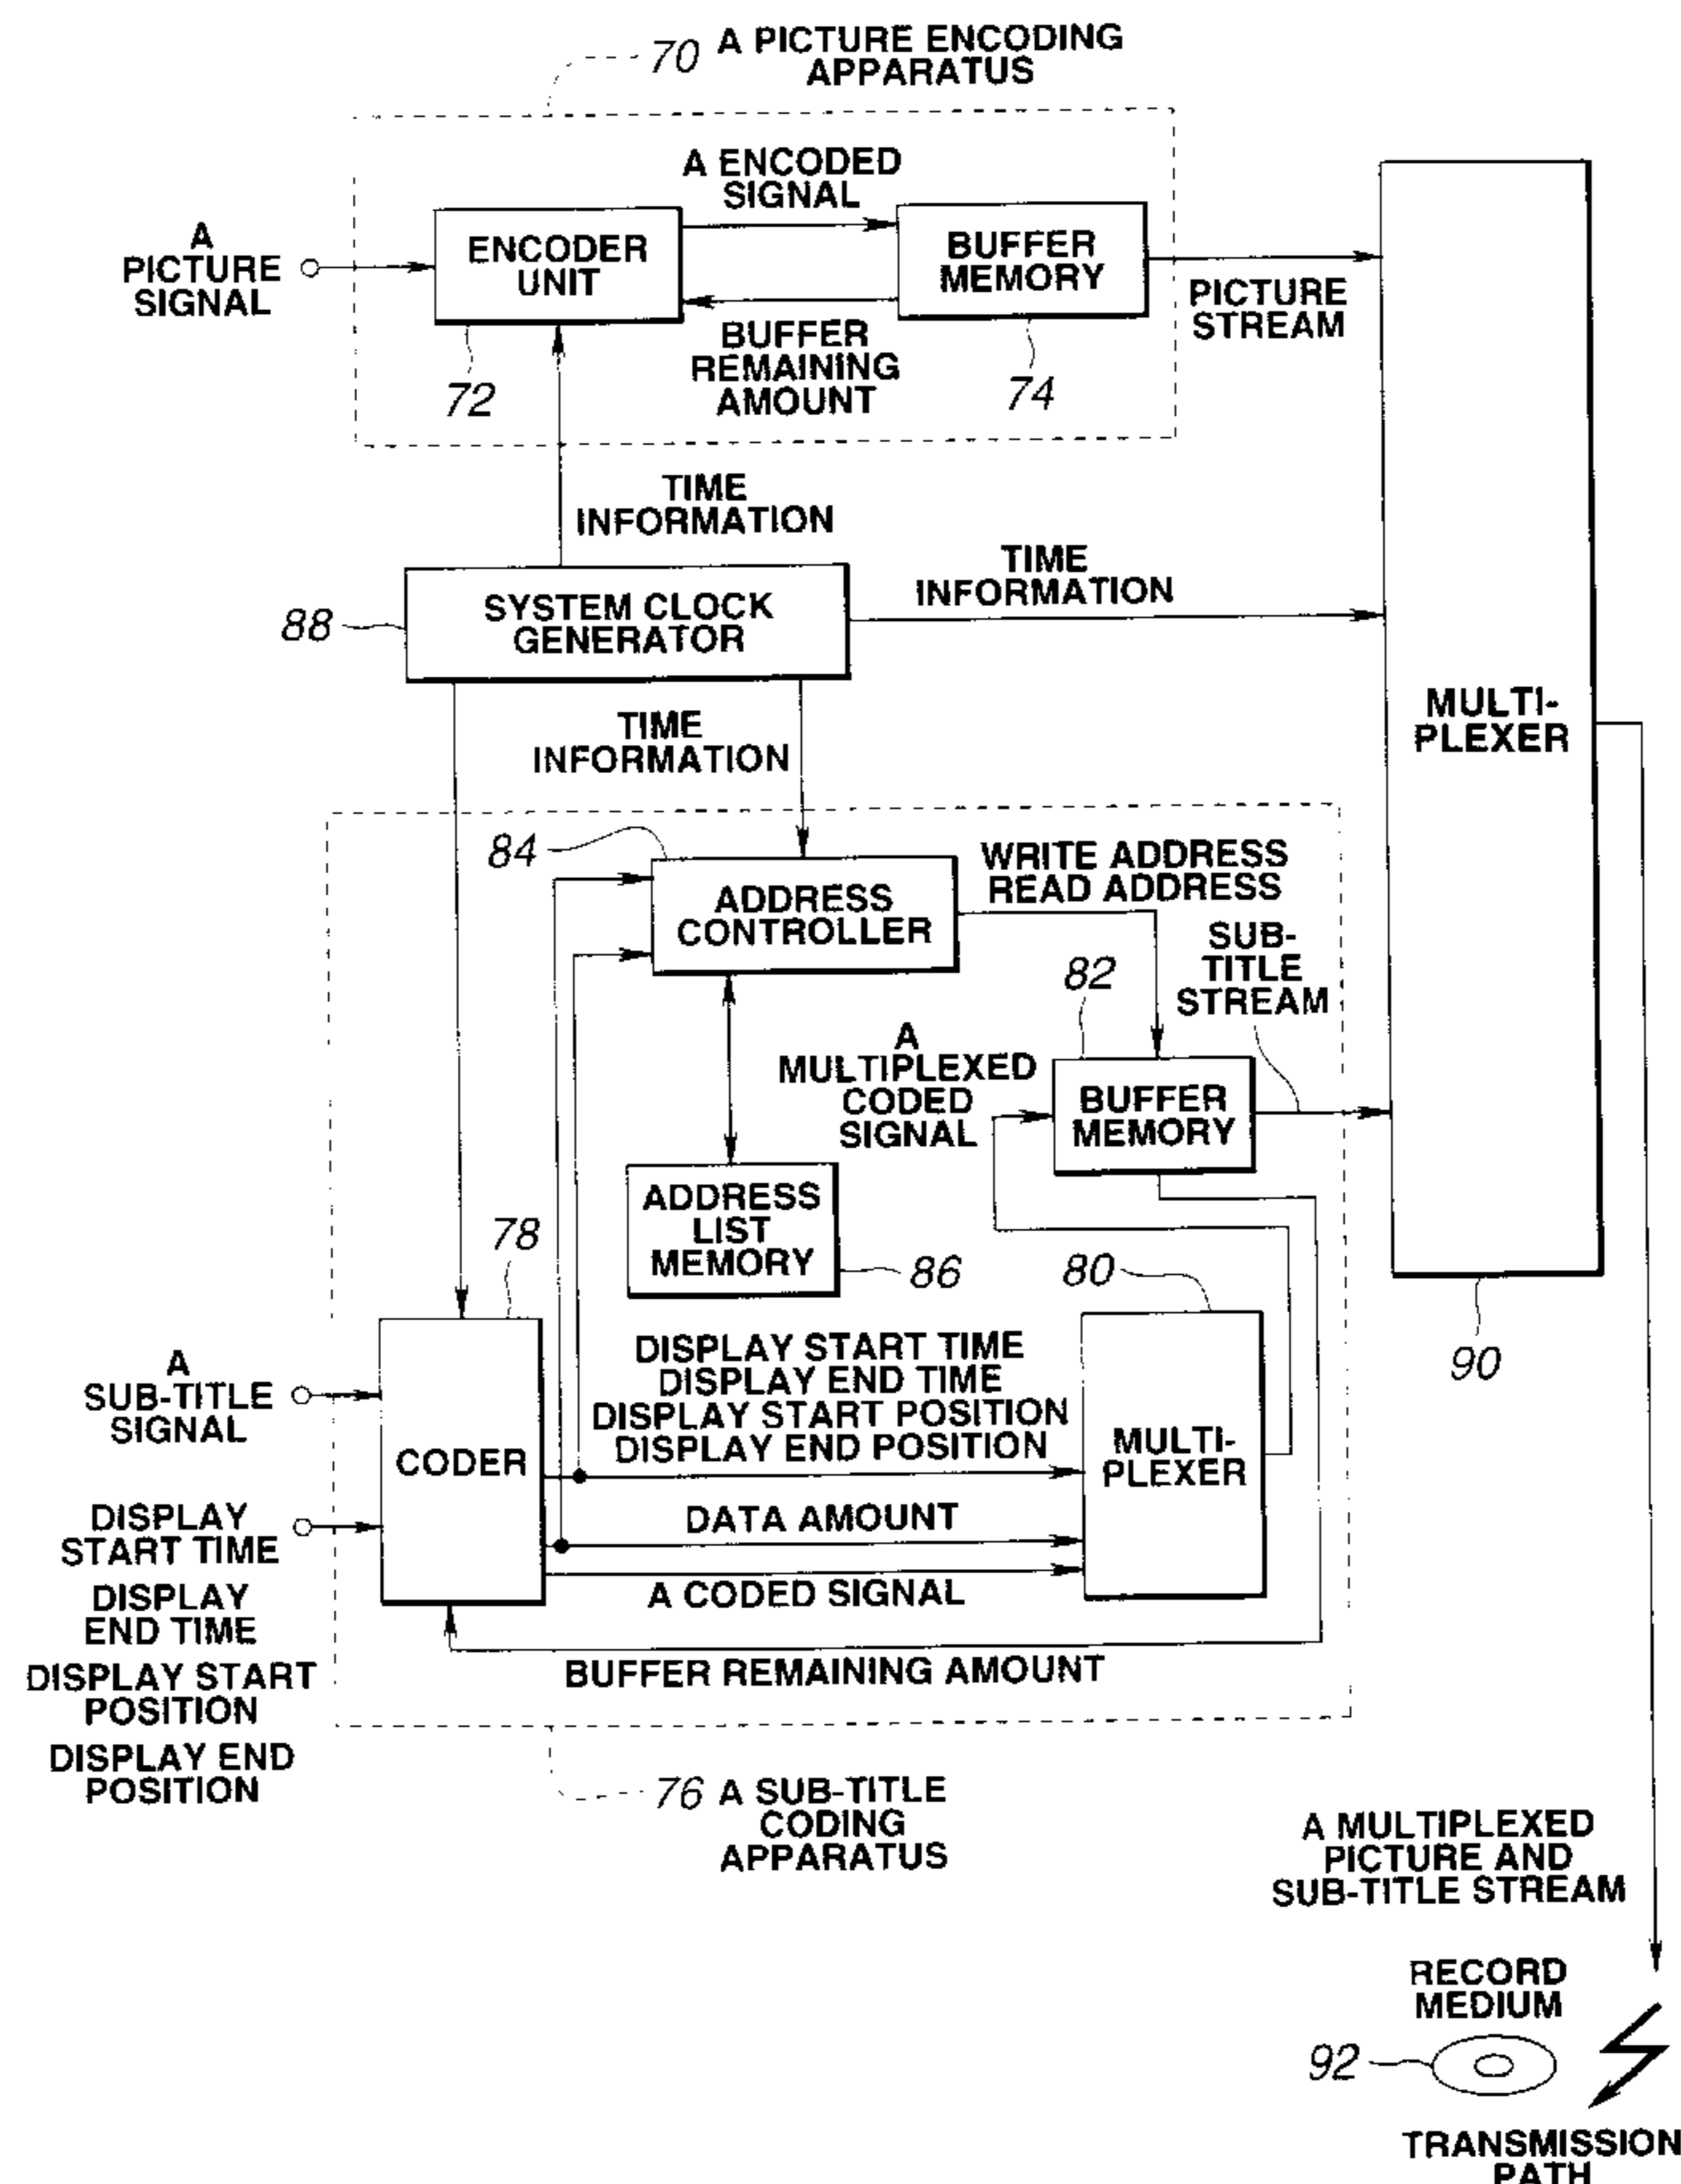 70 A PICTURE ENCODING
APPARATUS
A ENCODED
SIGNAL
A
PICTURE
SIGNAL
ENCODER
UNIT
BUFFER
MEMORY
PICTURE
STREAM
BUFFER
REMAINING
AMOUNT
72
74
TIME
INFORMATION
TIME
INFORMATION
88
SYSTEM CLOCK
GENERATOR
MULTI-
PLEXER
TIME
INFORMATION
84
ADDRESS
CONTROLLER
WRITE ADDRESS
READ ADDRESS
SUB-
TITLE
STREAM
82
A
MULTIPLEXED
CODED
SIGNAL
BUFFER
MEMORY
ADDRESS
LIST
MEMORY
78
86
80
90
A
SUB-TITLE
SIGNAL
CODER
DISPLAY START TIME
DISPLAY END TIME
DISPLAY START POSITION
DISPLAY END POSITION
MULTI-
PLEXER
DATA AMOUNT
A CODED SIGNAL
DISPLAY
START TIME
DISPLAY
END TIME
DISPLAY START
POSITION
DISPLAY END
POSITION
BUFFER REMAINING AMOUNT
76 A SUB-TITLE
CODING
APPARATUS
A MULTIPLEXED
PICTURE AND
SUB-TITLE STREAM
RECORD
MEDIUM
92
TRANSMISSION
PATH